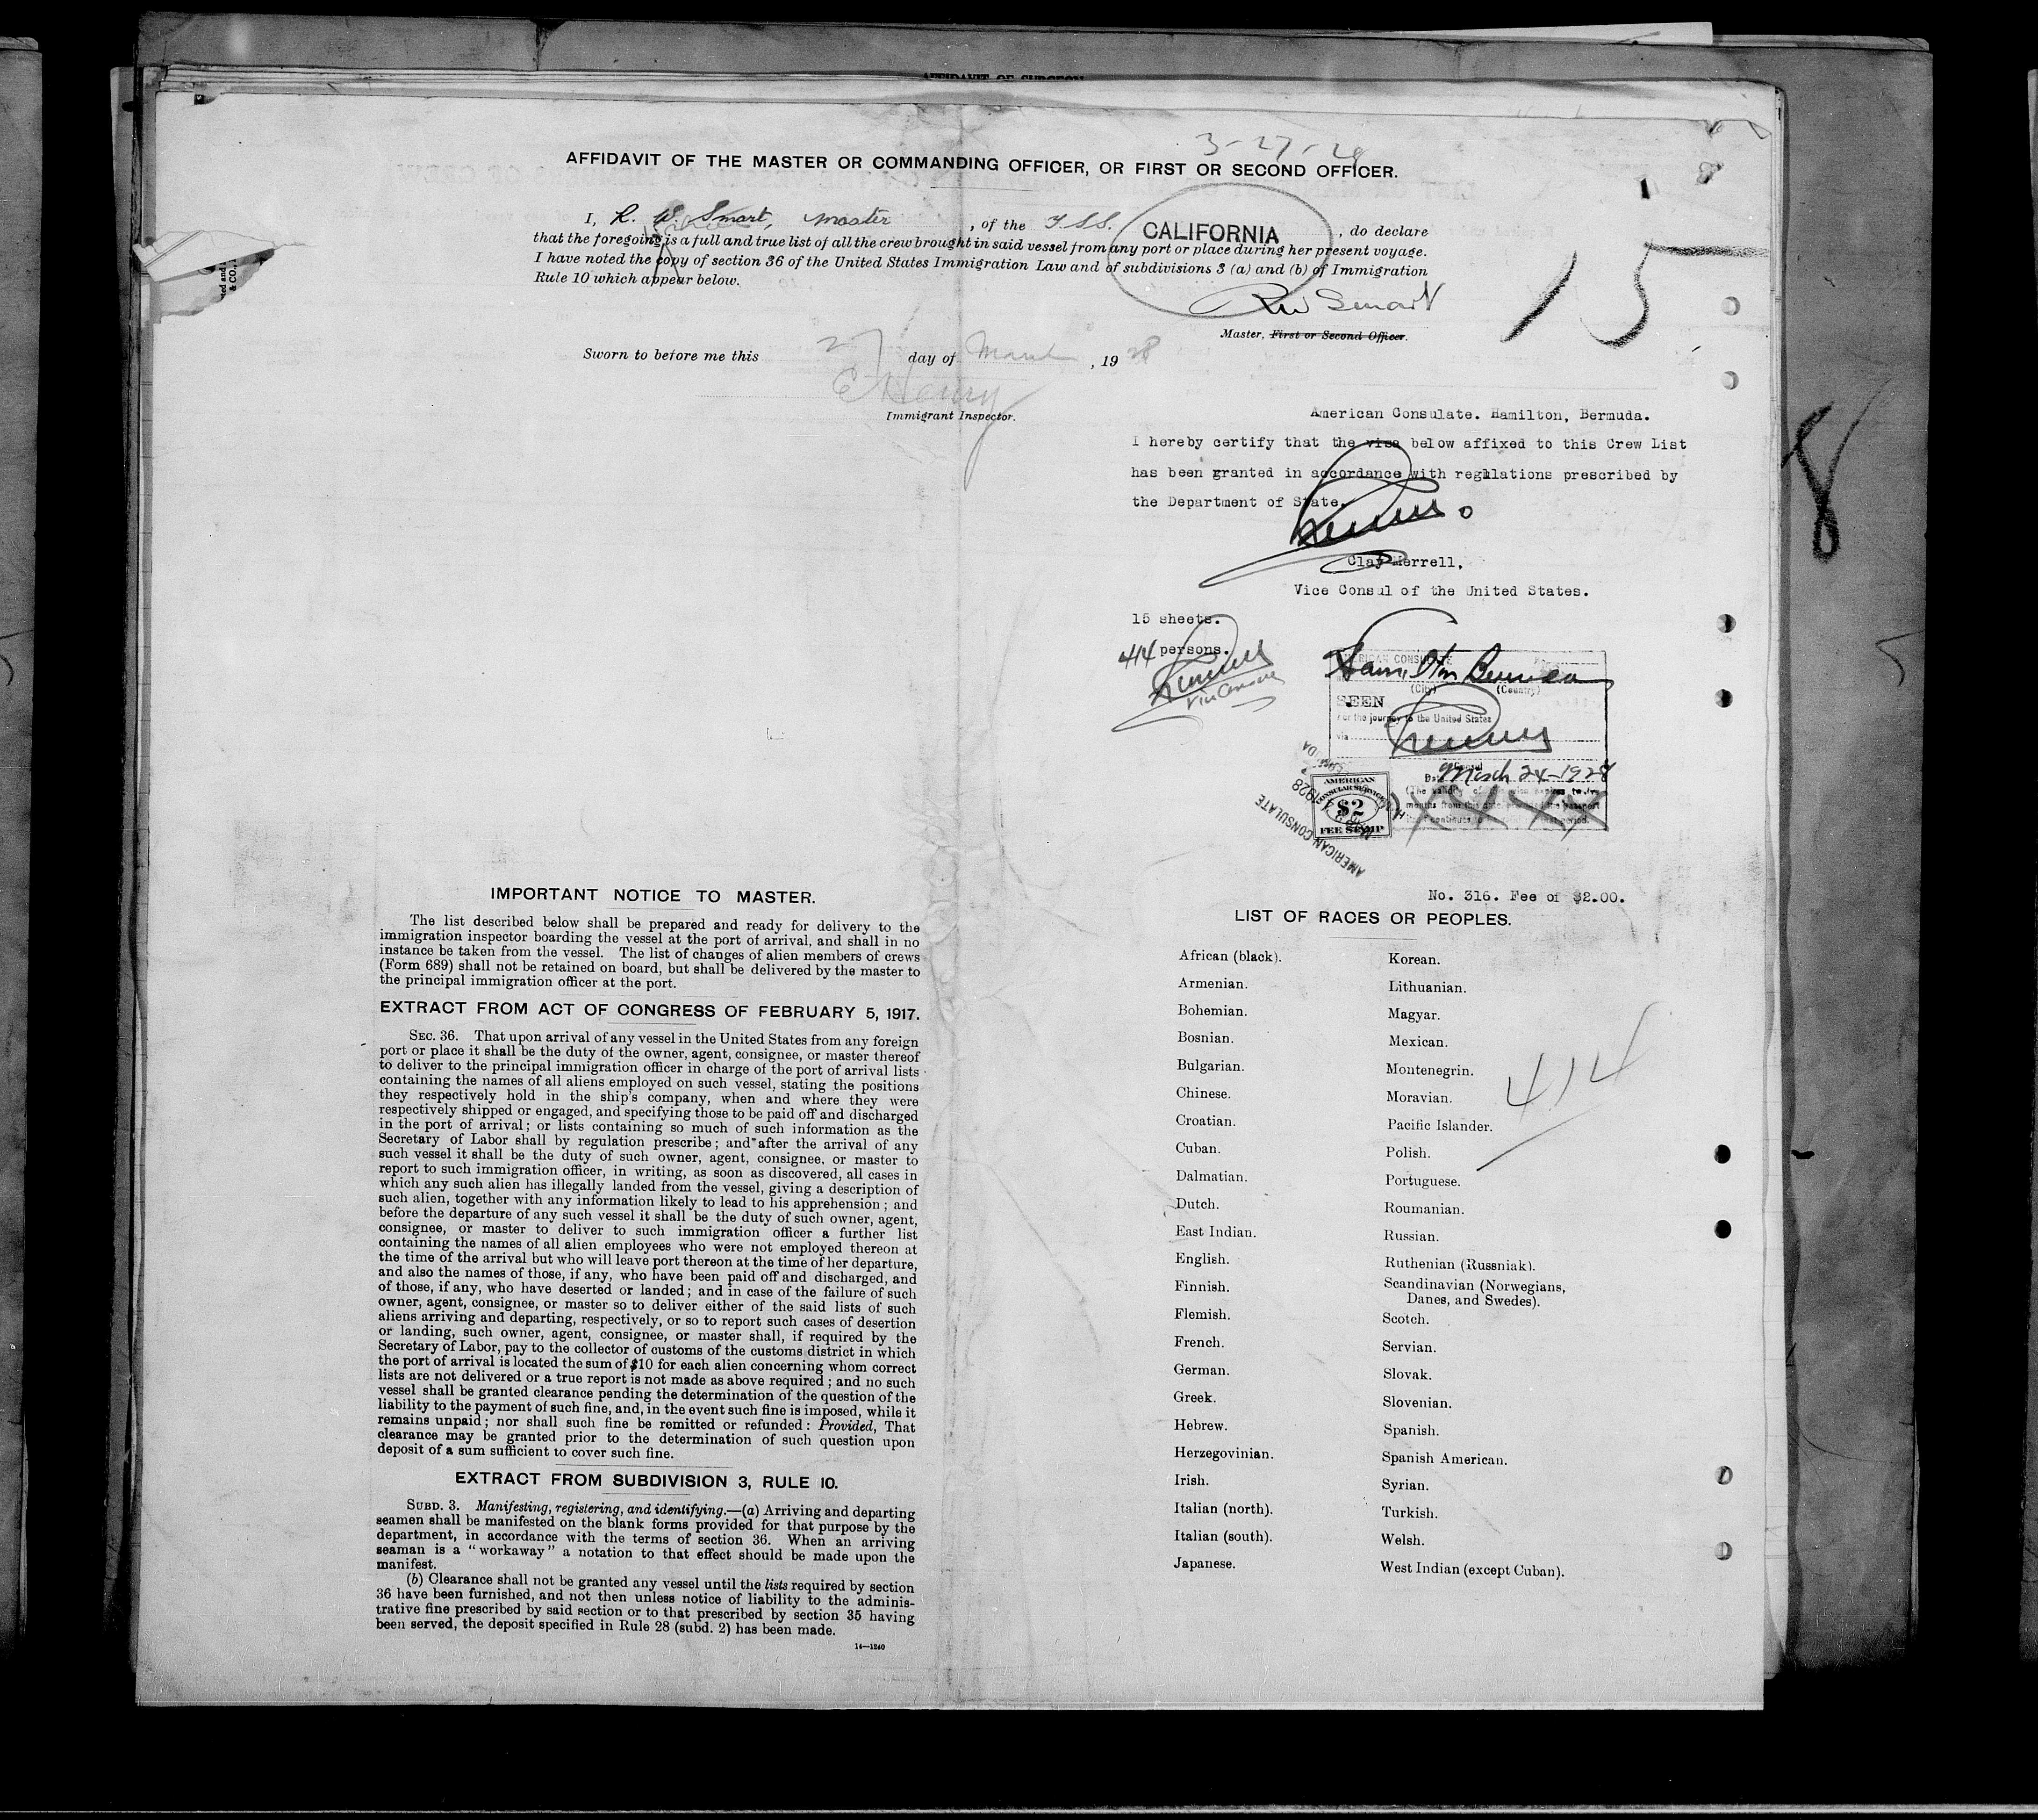 AFFIDAVIT OF SURGEON
3-27-28
AFFIDAVIT OF THE MASTER OR COMMANDING OFFICER, OR FIRST OR SECOND OFFICER.
I, R. W. Smart, Master, of the T.S.S. CALIFORNIA, do declare
that the foregoing is a full and true list of all the crew brought in said vessel from any port or place during her present voyage.
I have noted the copy of section 36 of the United States Immigration Law and of subdivisions 3 (a) and (b) of Immigration
Rule 10 which appear below.
RW Smart
Master, First or Second Officer.
15
Sworn to before me this 27 day of March, 1928
Immigrant Inspector.
8
American Consulate. Hamilton, Bermuda.
I hereby certify that the visa below affixed to this Crew List
has been granted in accordance with regulations prescribed by
the Department of State.
Clay Merrell,
Vice Consul of the United States.
15 sheets.
414 persons.
Vice Consul
AMERICAN CONSULATE
Hamilton Bermuda
(City) (Country)
SEEN
For the journey to the United States
via
March 24-1928
AMERICAN
CONSULAR SERVICE
$2
FEE STAMP
AMERICAN CONSULATE
No. 316. Fee of $2.00.
IMPORTANT NOTICE TO MASTER.
The list described below shall be prepared and ready for delivery to the
immigration inspector boarding the vessel at the port of arrival, and shall in no
instance be taken from the vessel. The list of changes of alien members of crews
(Form 689) shall not be retained on board, but shall be delivered by the master to
the principal immigration officer at the port.
EXTRACT FROM ACT OF CONGRESS OF FEBRUARY 5, 1917.
SEC. 36. That upon arrival of any vessel in the United States from any foreign
port or place it shall be the duty of the owner, agent, consignee, or master thereof
to deliver to the principal immigration officer in charge of the port of arrival lists
containing the names of all aliens employed on such vessel, stating the positions
they respectively hold in the ship's company, when and where they were
respectively shipped or engaged, and specifying those to be paid off and discharged
in the port of arrival; or lists containing so much of such information as the
Secretary of Labor shall by regulation prescribe; and after the arrival of any
such vessel it shall be the duty of such owner, agent, consignee, or master to
report to such immigration officer, in writing, as soon as discovered, all cases in
which any such alien has illegally landed from the vessel, giving a description of
such alien, together with any information likely to lead to his apprehension; and
before the departure of any such vessel it shall be the duty of such owner, agent,
consignee, or master to deliver to such immigration officer a further list
containing the names of all alien employees who were not employed thereon at
the time of the arrival but who will leave port thereon at the time of her departure,
and also the names of those, if any, who have been paid off and discharged, and
of those, if any, who have deserted or landed; and in case of the failure of such
owner, agent, consignee, or master so to deliver either of the said lists of such
aliens arriving and departing, respectively, or so to report such cases of desertion
or landing, such owner, agent, consignee, or master shall, if required by the
Secretary of Labor, pay to the collector of customs of the customs district in which
the port of arrival is located the sum of $10 for each alien concerning whom correct
lists are not delivered or a true report is not made as above required; and no such
vessel shall be granted clearance pending the determination of the question of the
liability to the payment of such fine, and, in the event such fine is imposed, while it
remains unpaid; nor shall such fine be remitted or refunded: Provided, That
clearance may be granted prior to the determination of such question upon
deposit of a sum sufficient to cover such fine.
EXTRACT FROM SUBDIVISION 3, RULE 10.
SUBD. 3. Manifesting, registering, and identifying.—(a) Arriving and departing
seamen shall be manifested on the blank forms provided for that purpose by the
department, in accordance with the terms of section 36. When an arriving
seaman is a "workaway" a notation to that effect should be made upon the
manifest.
(b) Clearance shall not be granted any vessel until the lists required by section
36 have been furnished, and not then unless notice of liability to the adminis-
trative fine prescribed by said section or to that prescribed by section 35 having
been served, the deposit specified in Rule 28 (subd. 2) has been made.
14—1240
LIST OF RACES OR PEOPLES.
African (black).
Armenian.
Bohemian.
Bosnian.
Bulgarian.
Chinese.
Croatian.
Cuban.
Dalmatian.
Dutch.
East Indian.
English.
Finnish.
Flemish.
French.
German.
Greek.
Hebrew.
Herzegovinian.
Irish.
Italian (north).
Italian (south).
Japanese.
Korean.
Lithuanian.
Magyar.
Mexican.
Montenegrin.
Moravian.
Pacific Islander.
Polish.
Portuguese.
Roumanian.
Russian.
Ruthenian (Russniak).
Scandinavian (Norwegians,
Danes, and Swedes).
Scotch.
Servian.
Slovak.
Slovenian.
Spanish.
Spanish American.
Syrian.
Turkish.
Welsh.
West Indian (except Cuban).
414